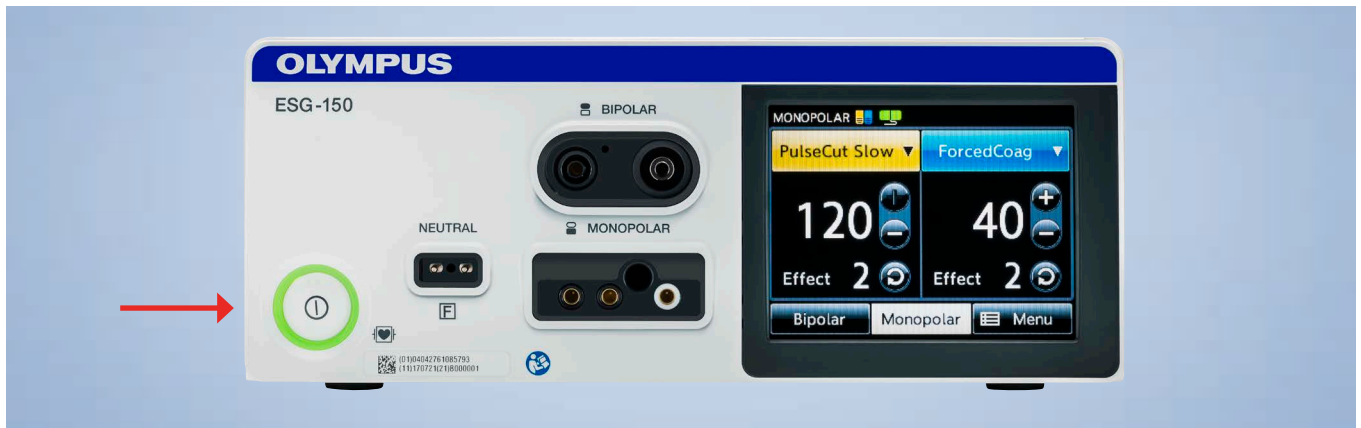 OLYMPUS
ESG-150
BIPOLAR
NEUTRAL
MONOPOLAR
F
(01)04042761085793
(11)170721(21)8000001
MONOPOLAR
PulseCut Slow
ForcedCoag
120
40
Effect 2
Effect 2
Bipolar
Monopolar
Menu